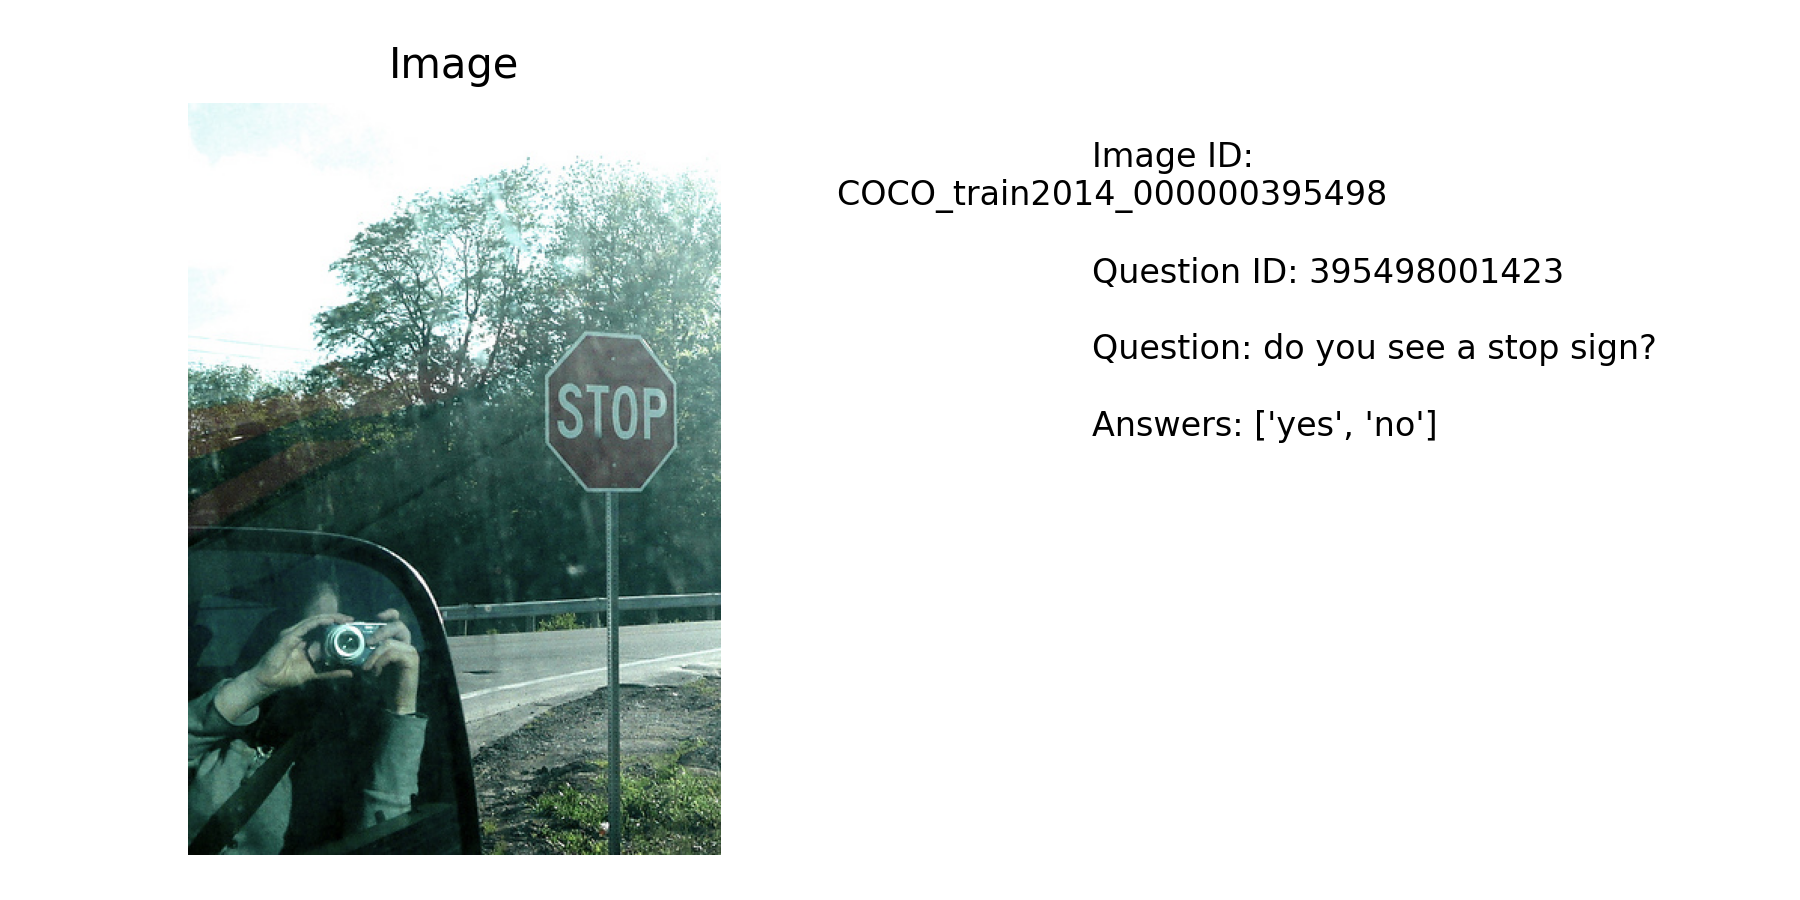 Image
Image ID:
COCO_train2014_000000395498
Question ID: 395498001423
Question: do you see a stop sign?
Answers: ['yes', 'no']
STOP